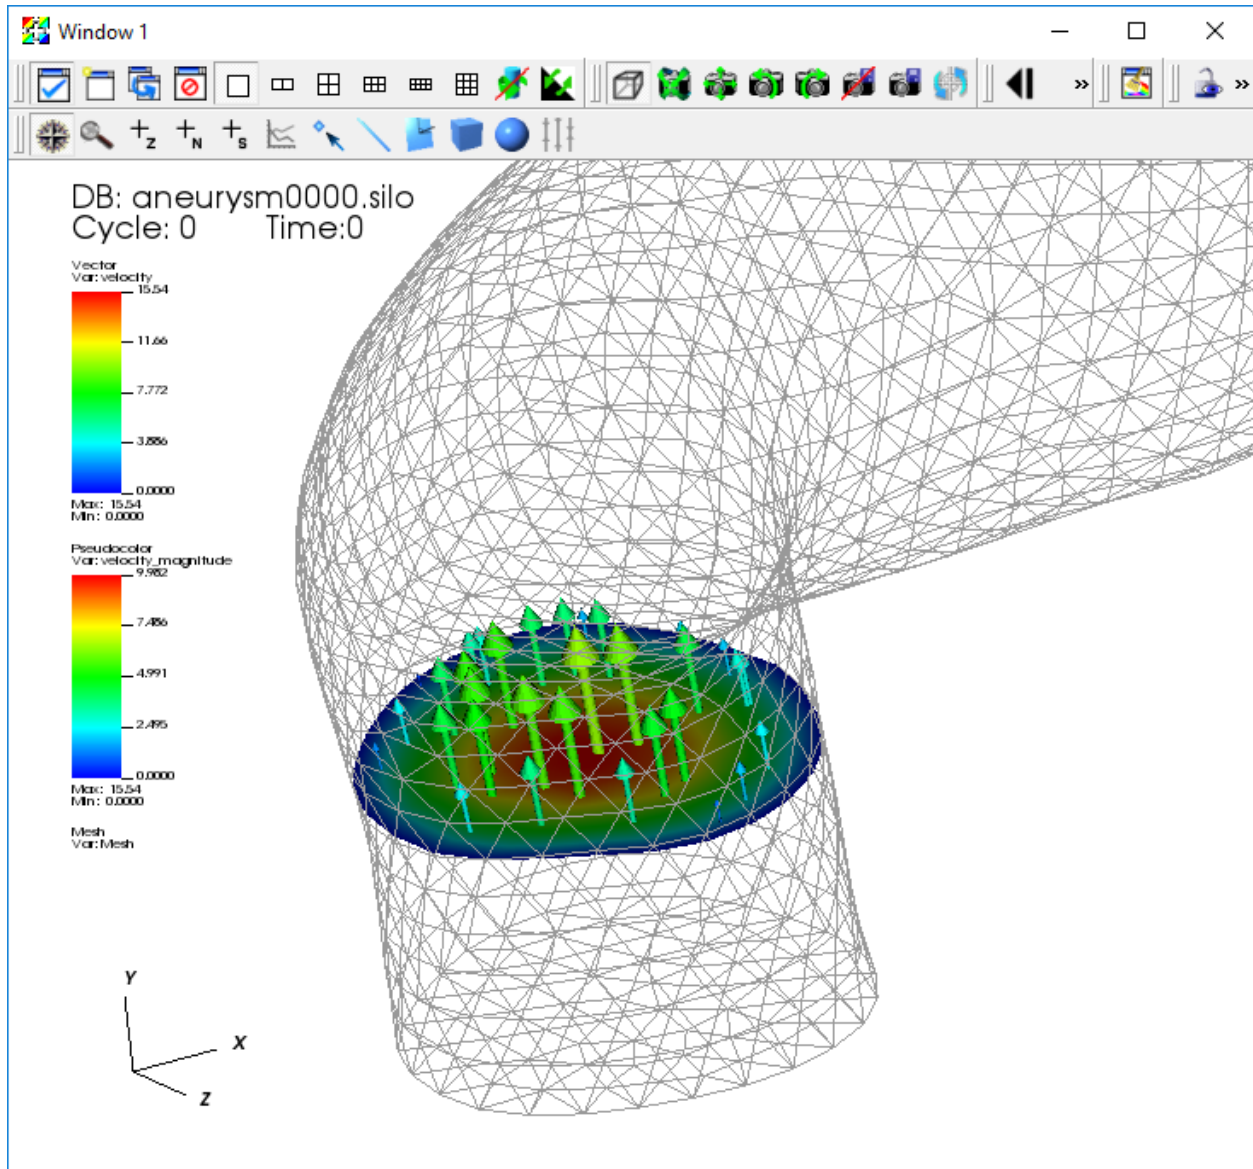 Window 1
Z
N
S
DB: aneurysm0000.silo
Cycle: 0 Time:0
Vector
Var: velocity
15.54
11.66
7.772
3.886
0.0000
Max: 15.54
Min: 0.0000
Pseudocolor
Var: velocity_magnitude
9.982
7.486
4.991
2.495
0.0000
Max: 15.54
Min: 0.0000
Mesh
Var: Mesh
Y
X
Z